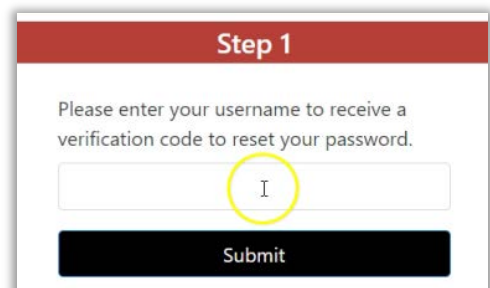 Step 1
Please enter your username to receive a
verification code to reset your password.
Submit